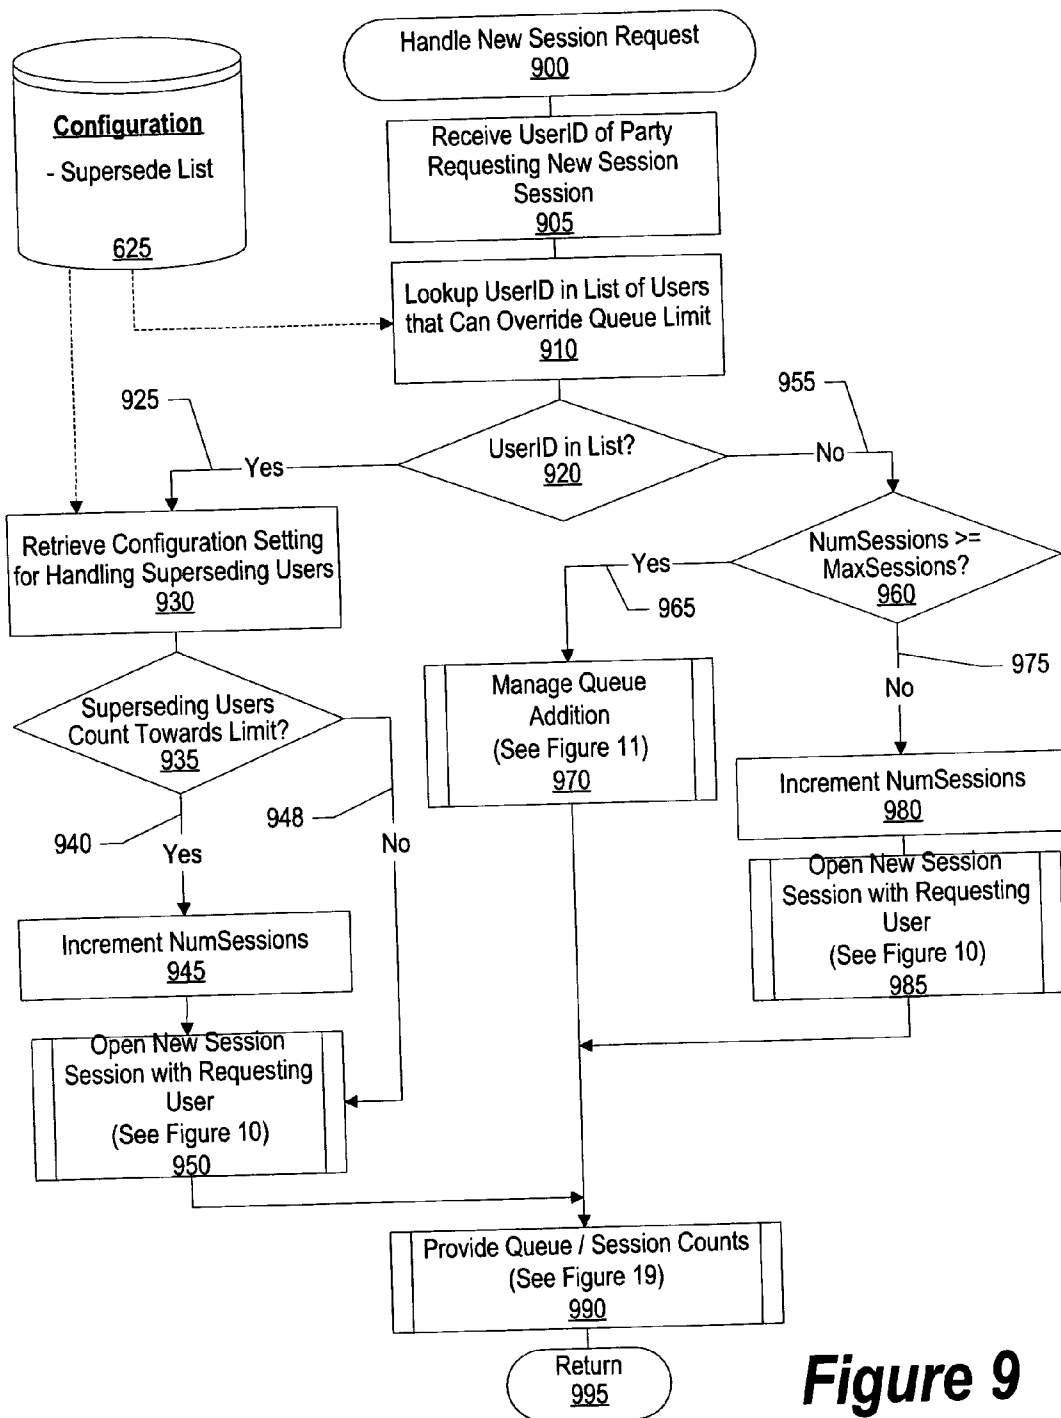 Handle New Session Request
900
Configuration
- Supersede List
625
Receive UserID of Party
Requesting New Session
Session
905
Lookup UserID in List of Users
that Can Override Queue Limit
910
925
955
UserID in List?
920
Yes
No
Retrieve Configuration Setting
for Handling Superseding Users
930
NumSessions >=
MaxSessions?
960
Yes
965
975
No
Superseding Users
Count Towards Limit?
935
Manage Queue
Addition
(See Figure 11)
970
940
948
Yes
No
Increment NumSessions
980
Open New Session
Session with Requesting
User
(See Figure 10)
985
Increment NumSessions
945
Open New Session
Session with Requesting
User
(See Figure 10)
950
Provide Queue / Session Counts
(See Figure 19)
990
Return
995
Figure 9